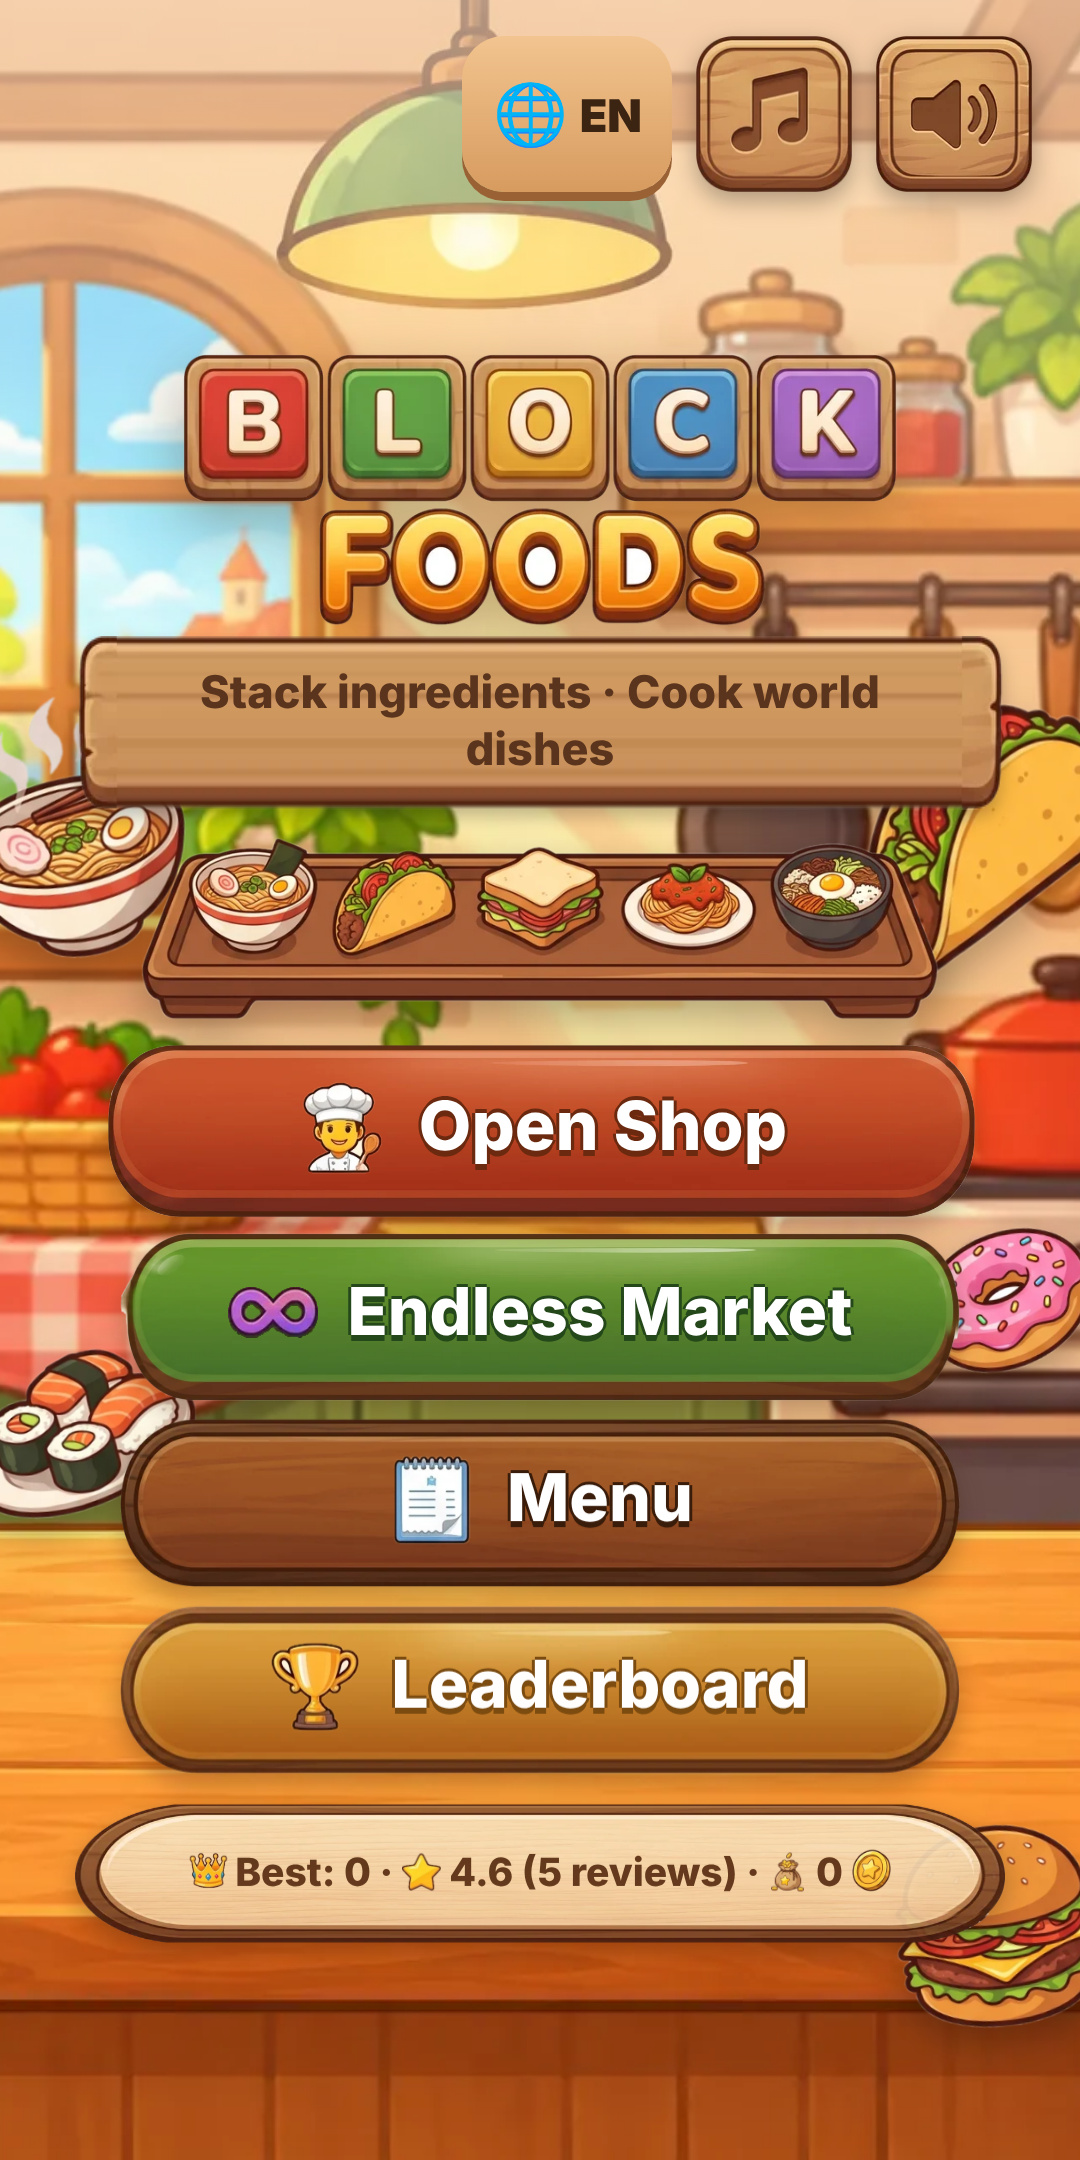 EN
BLOCK
FOODS
Stack ingredients · Cook world
dishes
Open Shop
Endless Market
Menu
Leaderboard
Best: 0 · 4.6 (5 reviews) · 0